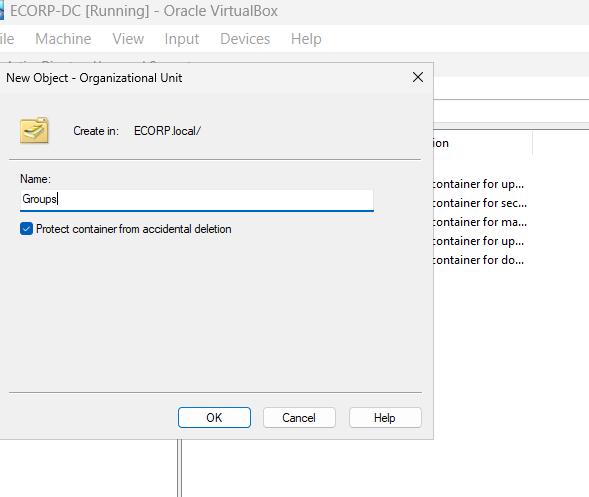 ECORP-DC [Running] - Oracle VirtualBox
Machine View Input Devices Help
New Object - Organizational Unit
Create in: ECORP.local/
Name:
Groups
Protect container from accidental deletion
OK Cancel Help
container for up...
container for sec...
container for ma...
container for up...
container for do...